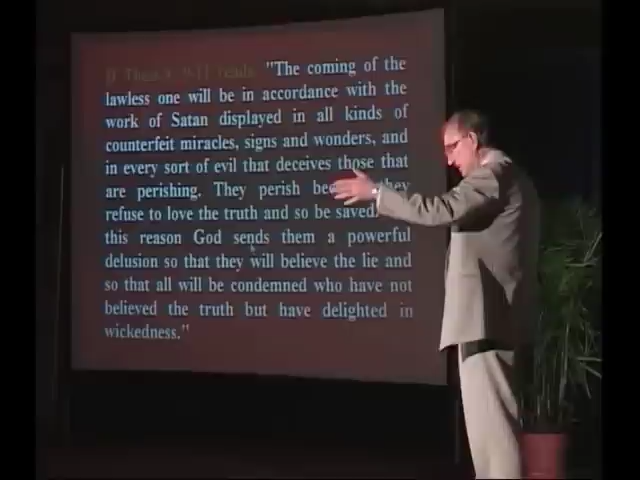 "The coming of the
lawless one will be in accordance with the
work of Satan displayed in all kinds of
counterfeit miracles, signs and wonders, and
in every sort of evil that deceives those that
are perishing. They perish
refuse to love the truth and so be saved.
this reason God sends them a powerful
delusion so that they will believe the lie and
so that all will be condemned who have not
believed the truth but have delighted in
wickedness."